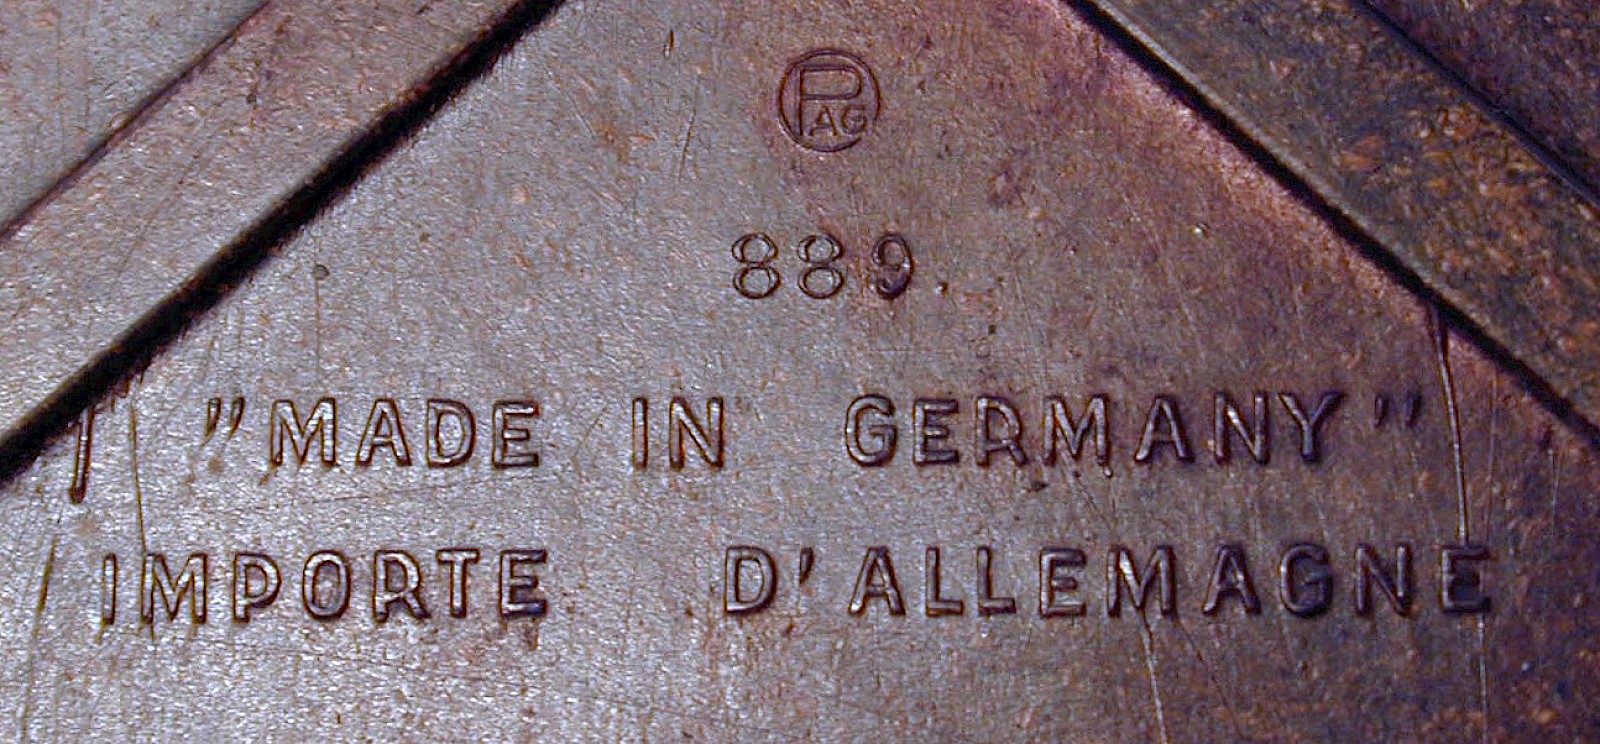 PAG
889.
"MADE IN GERMANY"
IMPORTE D'ALLEMAGNE